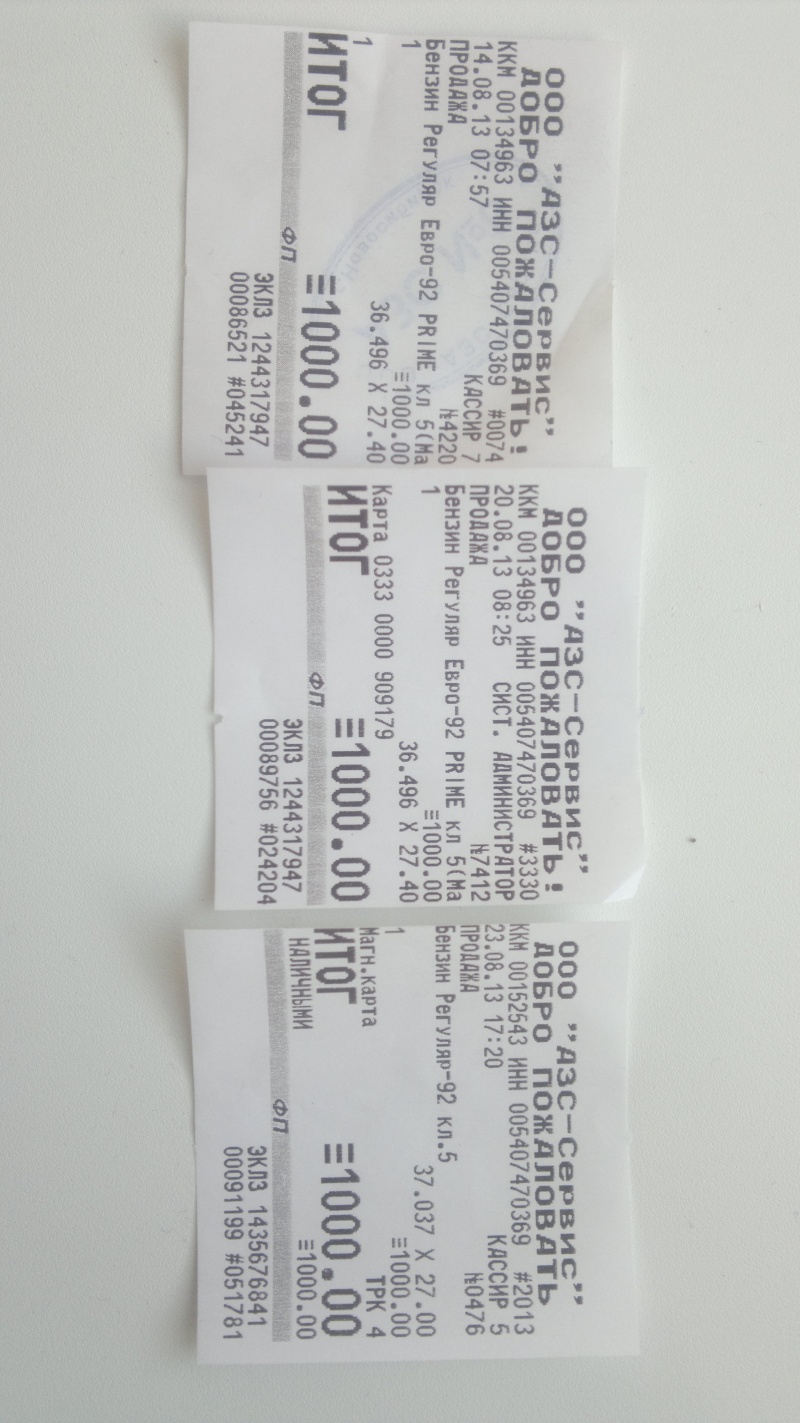 ООО "АЗС-Сервис"
ДОБРО ПОЖАЛОВАТЬ!
ККМ 00134963 ИНН 005407470369 #0074
14.08.13 07:57 КАССИР 7
ПРОДАЖА №4220
Бензин Регуляр Евро-92 PRIME кл 5(Ма
1 ≡1000.00
36.496 X 27.40
1
ИТОГ ≡1000.00
ФП
ЭКЛЗ 1244317947
00086521 #045241
ООО "АЗС-Сервис"
ДОБРО ПОЖАЛОВАТЬ!
ККМ 00134963 ИНН 005407470369 #3330
20.08.13 08:25 СИСТ. АДМИНИСТРАТОР
ПРОДАЖА №7412
Бензин Регуляр Евро-92 PRIME кл 5(Ма
1 ≡1000.00
36.496 X 27.40
Карта 0333 0000 909179
ИТОГ ≡1000.00
ФП
ЭКЛЗ 1244317947
00089756 #024204
ООО "АЗС-Сервис"
ДОБРО ПОЖАЛОВАТЬ
ККМ 00152543 ИНН 005407470369 #2013
23.08.13 17:20 КАССИР 5
ПРОДАЖА №0476
Бензин Регуляр-92 кл.5
37.037 X 27.00
1 ≡1000.00
Магн.карта ТРК 4
ИТОГ ≡1000.00
НАЛИЧНЫМИ ≡1000.00
ФП
ЭКЛЗ 1435676841
00091199 #051781